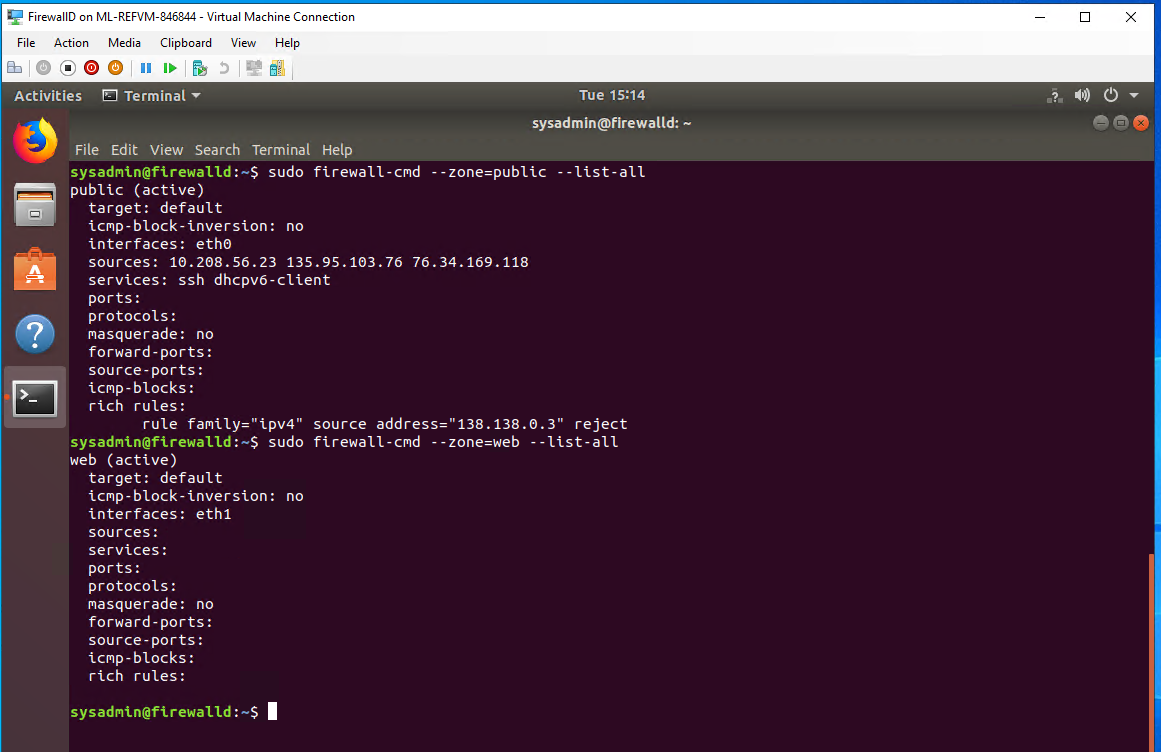 FirewallD on ML-REFVM-846844 - Virtual Machine Connection
File Action Media Clipboard View Help
Activities Terminal Tue 15:14
sysadmin@firewalld: ~
File Edit View Search Terminal Help
sysadmin@firewalld:~$ sudo firewall-cmd --zone=public --list-all
public (active)
target: default
icmp-block-inversion: no
interfaces: eth0
sources: 10.208.56.23 135.95.103.76 76.34.169.118
services: ssh dhcpv6-client
ports:
protocols:
masquerade: no
forward-ports:
source-ports:
icmp-blocks:
rich rules:
rule family="ipv4" source address="138.138.0.3" reject
sysadmin@firewalld:~$ sudo firewall-cmd --zone=web --list-all
web (active)
target: default
icmp-block-inversion: no
interfaces: eth1
sources:
services:
ports:
protocols:
masquerade: no
forward-ports:
source-ports:
icmp-blocks:
rich rules:
sysadmin@firewalld:~$